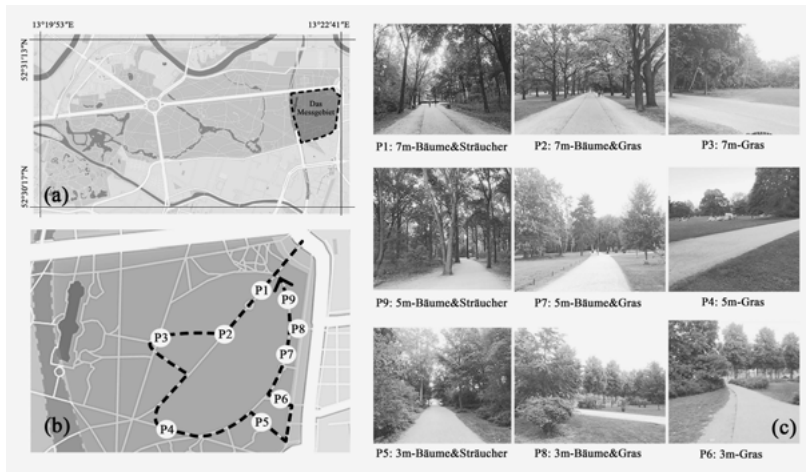 13°19'53"E
13°22'41"E
52°31'13"N
Das
Messgebiet
52°30'07"N
(a)
P1
P9
P2
P8
P3
P7
P6
P5
P4
(b)
P1: 7m-Bäume&Sträucher
P2: 7m-Bäume&Gras
P3: 7m-Gras
P9: 5m-Bäume&Sträucher
P7: 5m-Bäume&Gras
P4: 5m-Gras
P5: 3m-Bäume&Sträucher
P8: 3m-Bäume&Gras
P6: 3m-Gras
(c)